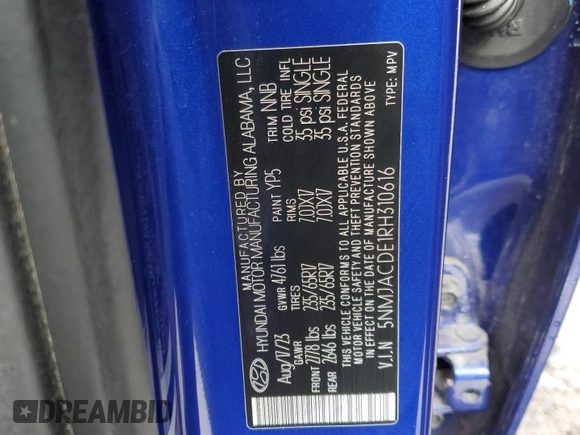 MANUFACTURED BY
HYUNDAI MOTOR MANUFACTURING ALABAMA, LLC
Aug/17/23 GVWR 4761 lbs PAINT YP5 TRIM NNB
GAWR TIRES RIMS COLD TIRE INFL
FRONT 2778 lbs 235/65R17 7.0JX17 35 psi SINGLE
REAR 2646 lbs 235/65R17 7.0JX17 35 psi SINGLE
THIS VEHICLE CONFORMS TO ALL APPLICABLE U.S.A. FEDERAL
MOTOR VEHICLE SAFETY AND THEFT PREVENTION STANDARDS
IN EFFECT ON THE DATE OF MANUFACTURE SHOWN ABOVE
V.I.N 5NMJACDE1RH310616 TYPE: MPV
DREAMBID